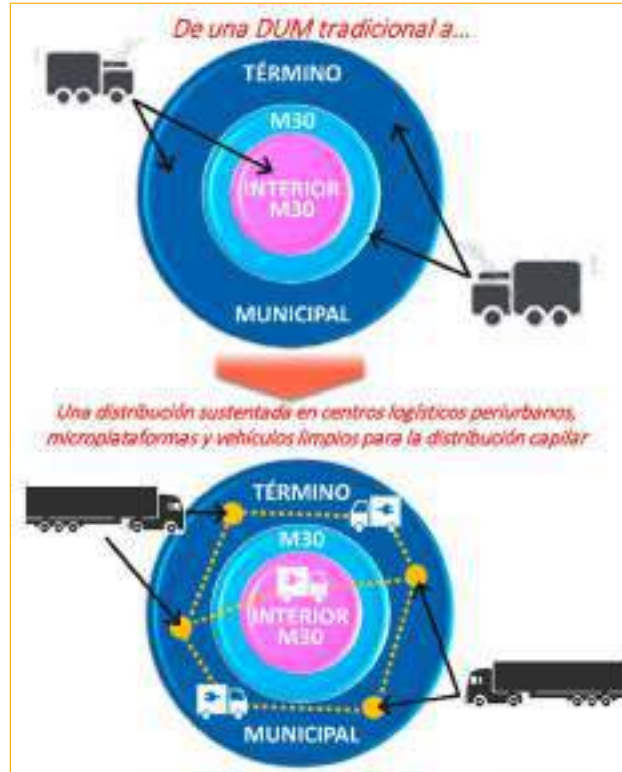 De una DUM tradicional a...
TÉRMINO
M30
INTERIOR
M30
MUNICIPAL
Una distribución sustentada en centros logísticos periurbanos,
microplataformas y vehículos limpios para la distribución capilar
TÉRMINO
M30
INTERIOR
M30
MUNICIPAL